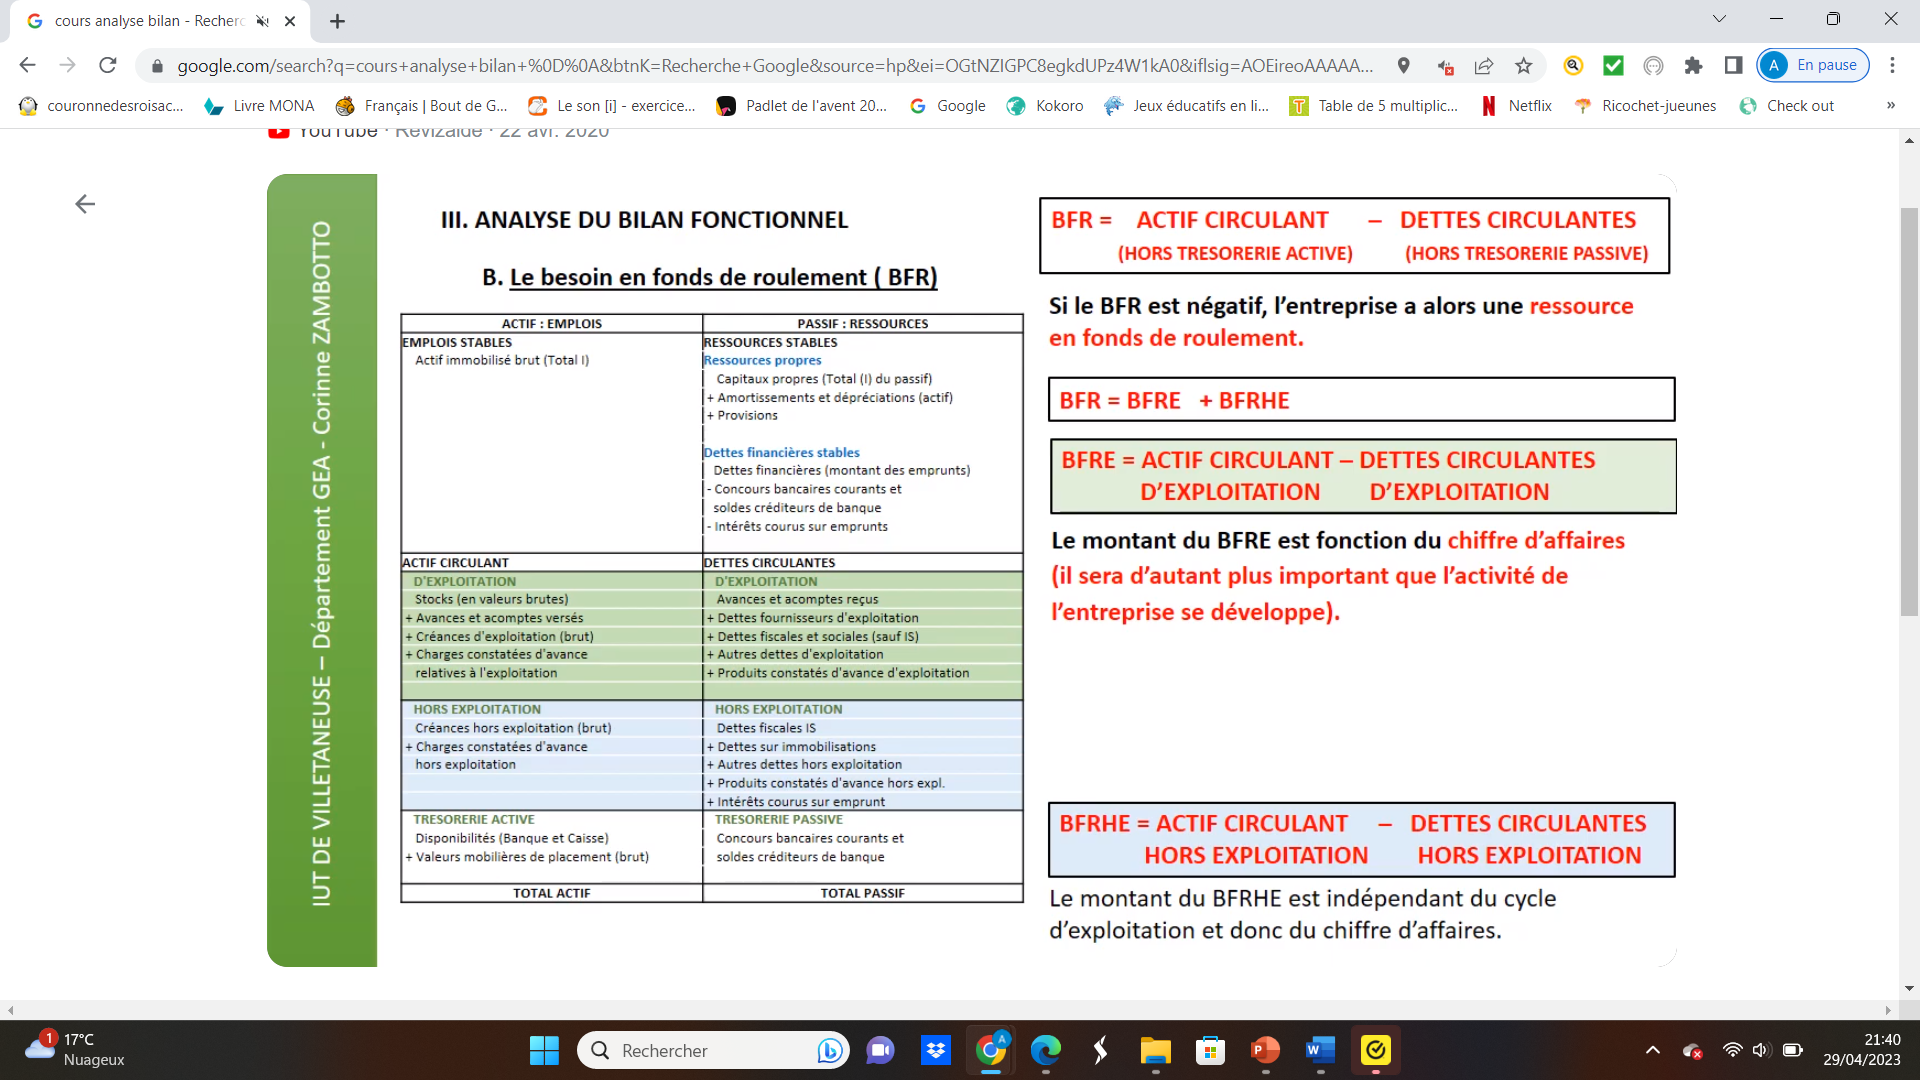 cours analyse bilan - Recherc
google.com/search?q=cours+analyse+bilan+%0D%0A&btnK=Recherche+Google&source=hp&ei=OGtNZIGPC8egkdUPz4W1kA0&iflsig=AOEireoAAAAA...
A En pause
couronnedesroisac...
Livre MONA
Français | Bout de G...
Le son [i] - exercice...
Padlet de l'avent 20...
Google
Kokoro
Jeux éducatifs en li...
Table de 5 multiplic...
Netflix
Ricochet-jueunes
Check out
»
YouTube · Revizaide · 22 avr. 2020
IUT DE VILLETANEUSE – Département GEA - Corinne ZAMBOTTO
III. ANALYSE DU BILAN FONCTIONNEL
B. Le besoin en fonds de roulement ( BFR)
ACTIF : EMPLOIS
PASSIF : RESSOURCES
EMPLOIS STABLES
RESSOURCES STABLES
Actif immobilisé brut (Total I)
Ressources propres
Capitaux propres (Total (I) du passif)
+ Amortissements et dépréciations (actif)
+ Provisions
Dettes financières stables
Dettes financières (montant des emprunts)
- Concours bancaires courants et
soldes créditeurs de banque
- Intérêts courus sur emprunts
ACTIF CIRCULANT
DETTES CIRCULANTES
D'EXPLOITATION
D'EXPLOITATION
Stocks (en valeurs brutes)
Avances et acomptes reçus
+ Avances et acomptes versés
+ Dettes fournisseurs d'exploitation
+ Créances d'exploitation (brut)
+ Dettes fiscales et sociales (sauf IS)
+ Charges constatées d'avance
+ Autres dettes d'exploitation
relatives à l'exploitation
+ Produits constatés d'avance d'exploitation
HORS EXPLOITATION
HORS EXPLOITATION
Créances hors exploitation (brut)
Dettes fiscales IS
+ Charges constatées d'avance
+ Dettes sur immobilisations
hors exploitation
+ Autres dettes hors exploitation
+ Produits constatés d'avance hors expl.
+ Intérêts courus sur emprunt
TRESORERIE ACTIVE
TRESORERIE PASSIVE
Disponibilités (Banque et Caisse)
Concours bancaires courants et
+ Valeurs mobilières de placement (brut)
soldes créditeurs de banque
TOTAL ACTIF
TOTAL PASSIF
BFR = ACTIF CIRCULANT – DETTES CIRCULANTES
(HORS TRESORERIE ACTIVE) (HORS TRESORERIE PASSIVE)
Si le BFR est négatif, l’entreprise a alors une ressource
en fonds de roulement.
BFR = BFRE + BFRHE
BFRE = ACTIF CIRCULANT – DETTES CIRCULANTES
D’EXPLOITATION D’EXPLOITATION
Le montant du BFRE est fonction du chiffre d’affaires
(il sera d’autant plus important que l’activité de
l’entreprise se développe).
BFRHE = ACTIF CIRCULANT – DETTES CIRCULANTES
HORS EXPLOITATION HORS EXPLOITATION
Le montant du BFRHE est indépendant du cycle
d’exploitation et donc du chiffre d’affaires.
1
17°C
Nuageux
Rechercher
21:40
29/04/2023